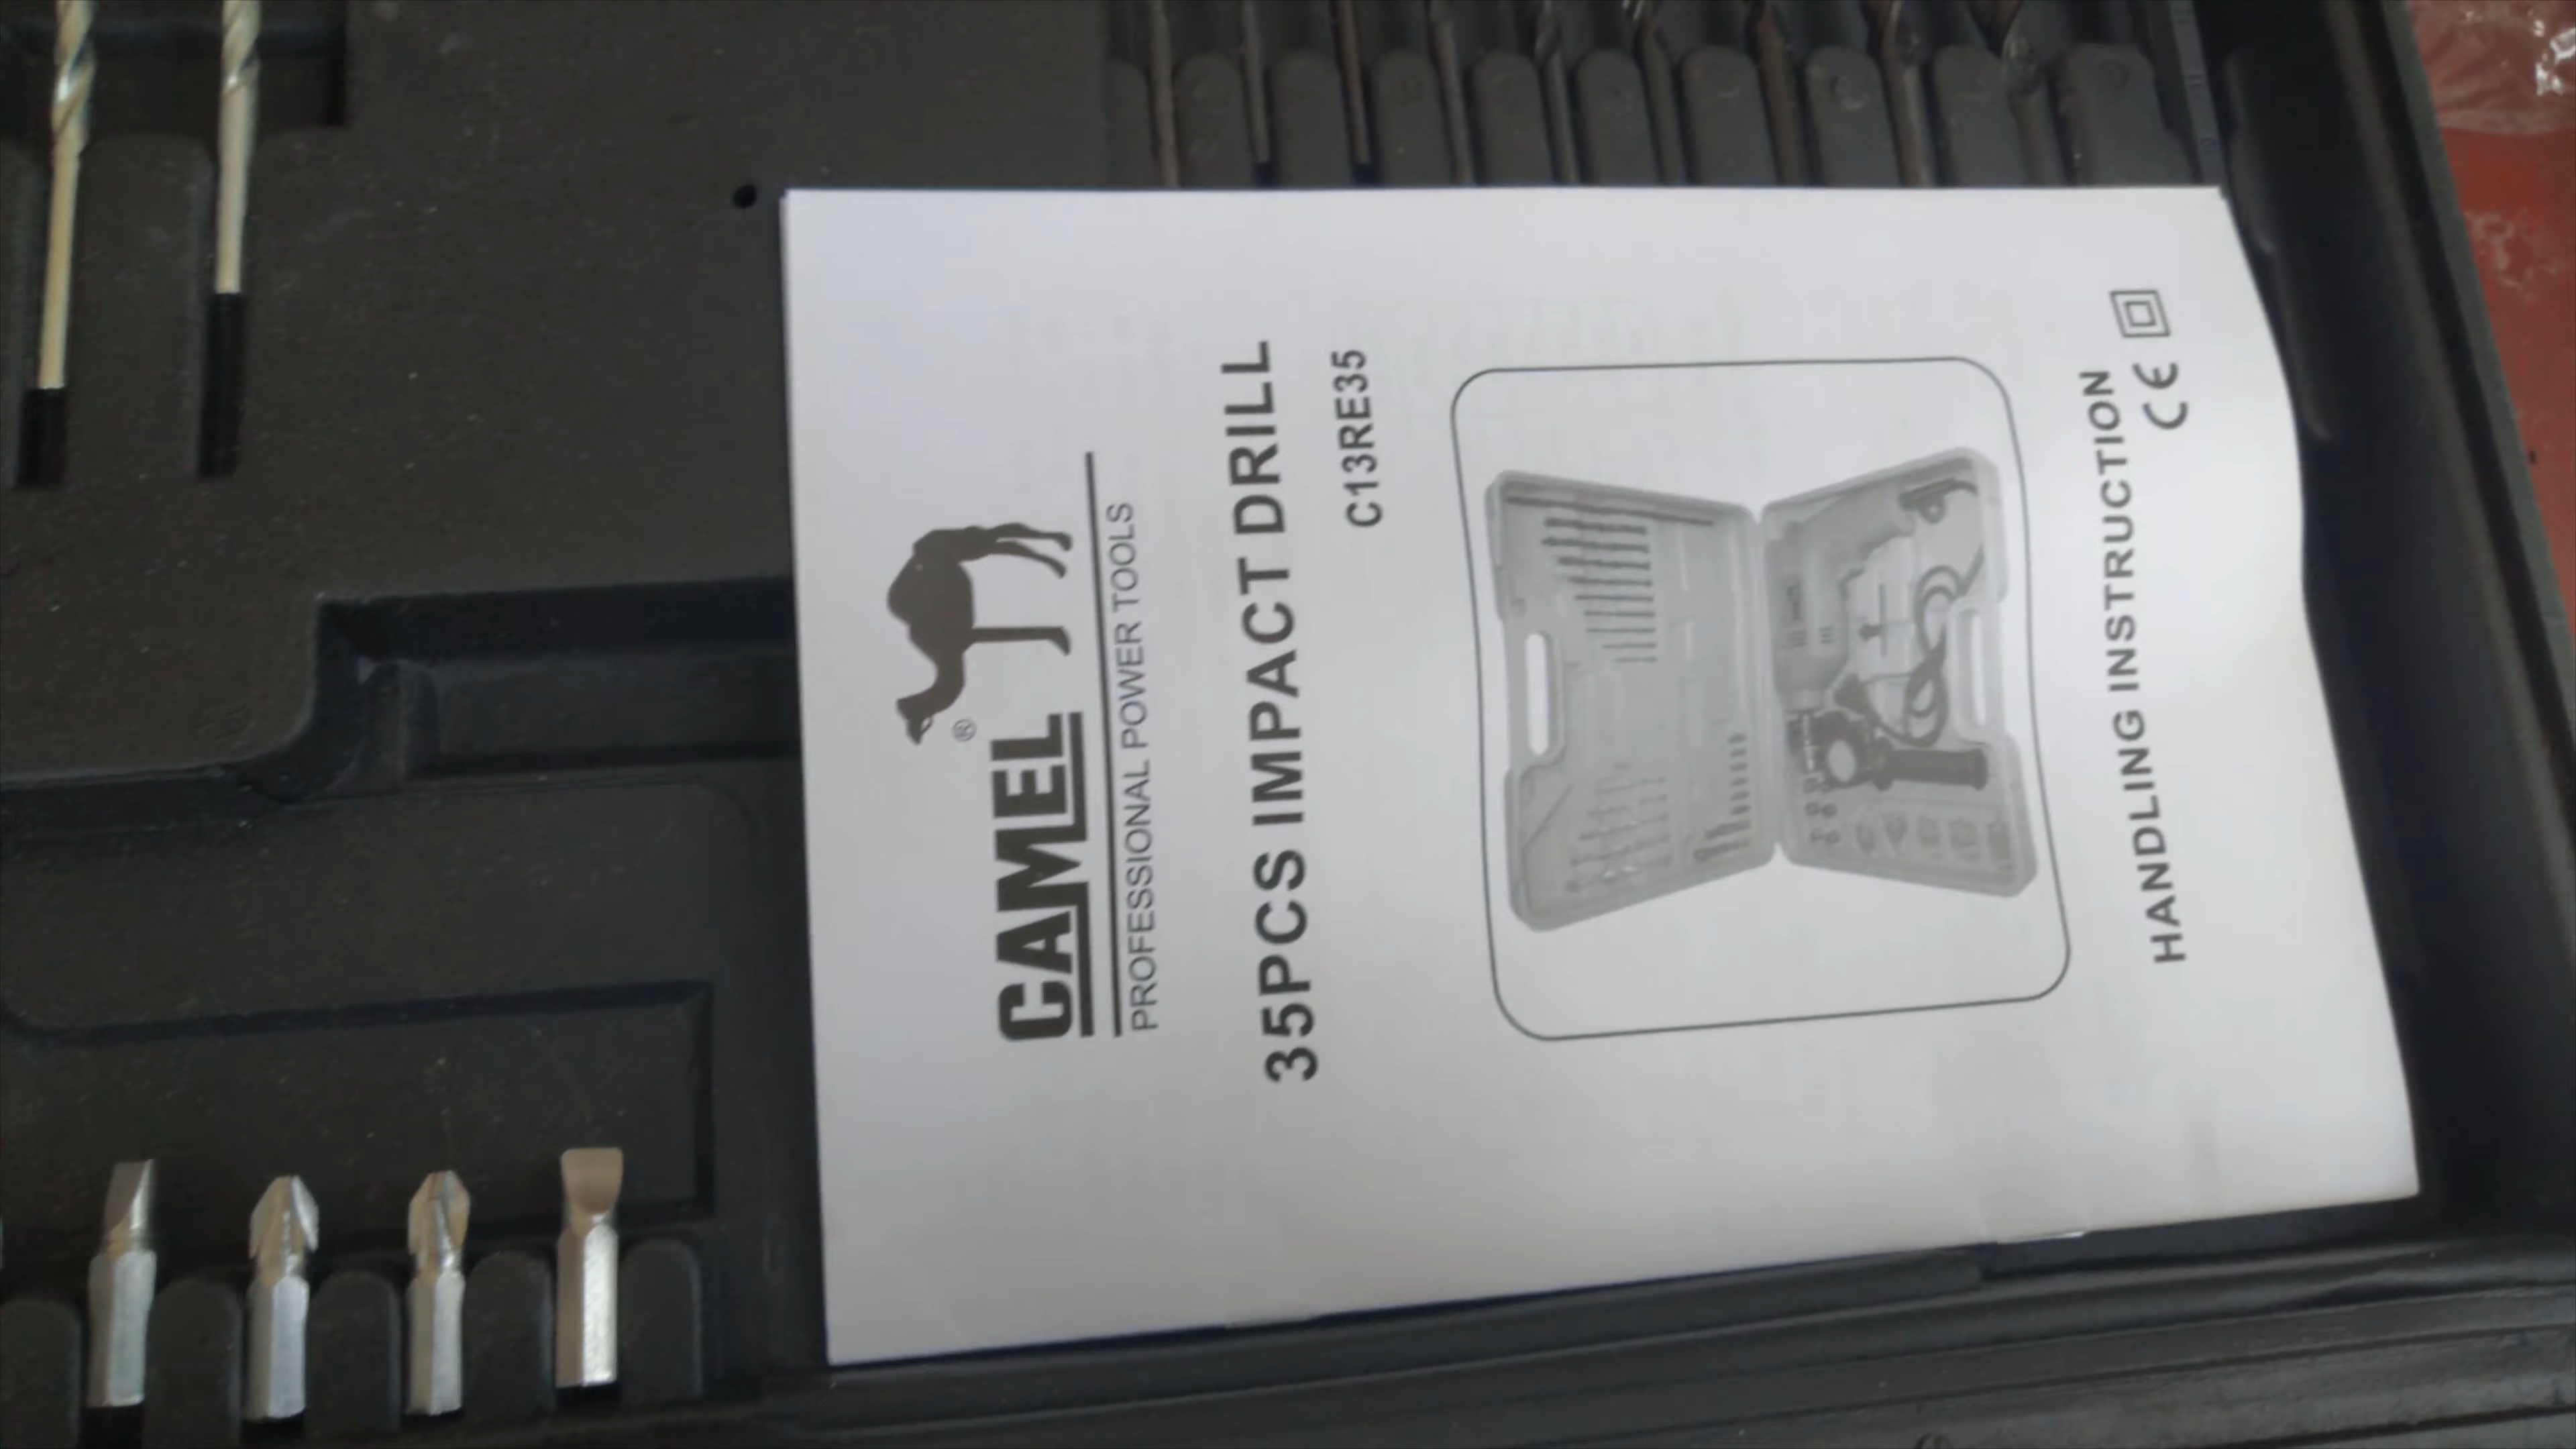 CAMEL®
PROFESSIONAL POWER TOOLS
35PCS IMPACT DRILL
C13RE35
HANDLING INSTRUCTION
CE